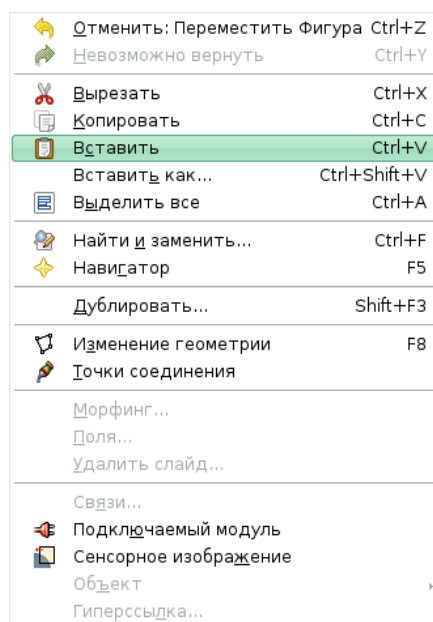 Отменить: Переместить Фигура Ctrl+Z
Невозможно вернуть Ctrl+Y
Вырезать Ctrl+X
Копировать Ctrl+C
Вставить Ctrl+V
Вставить как... Ctrl+Shift+V
Выделить все Ctrl+A
Найти и заменить... Ctrl+F
Навигатор F5
Дублировать... Shift+F3
Изменение геометрии F8
Точки соединения
Морфинг...
Поля...
Удалить слайд...
Связи...
Подключаемый модуль
Сенсорное изображение
Объект
Гиперссылка...